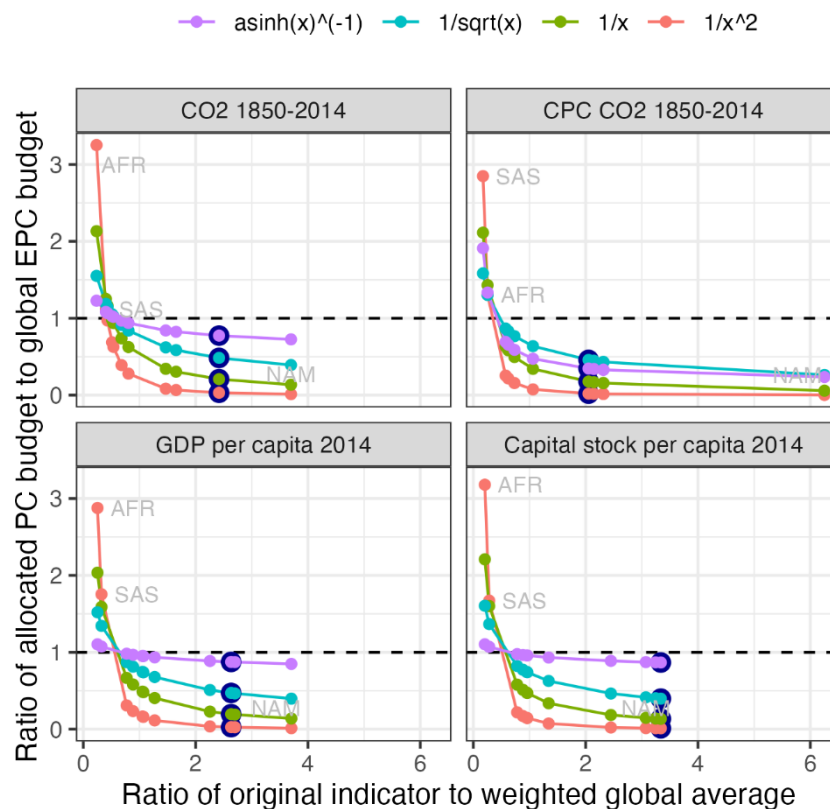 asinh(x)^(-1) 1/sqrt(x) 1/x 1/x^2
Ratio of allocated PC budget to global EPC budget
CO2 1850-2014
3
2
1
0
AFR
SAS
NAM
CPC CO2 1850-2014
SAS
AFR
NAM
GDP per capita 2014
3
2
1
0
AFR
SAS
NAM
0 2 4 6
Capital stock per capita 2014
AFR
SAS
NAM
0 2 4 6
Ratio of original indicator to weighted global average